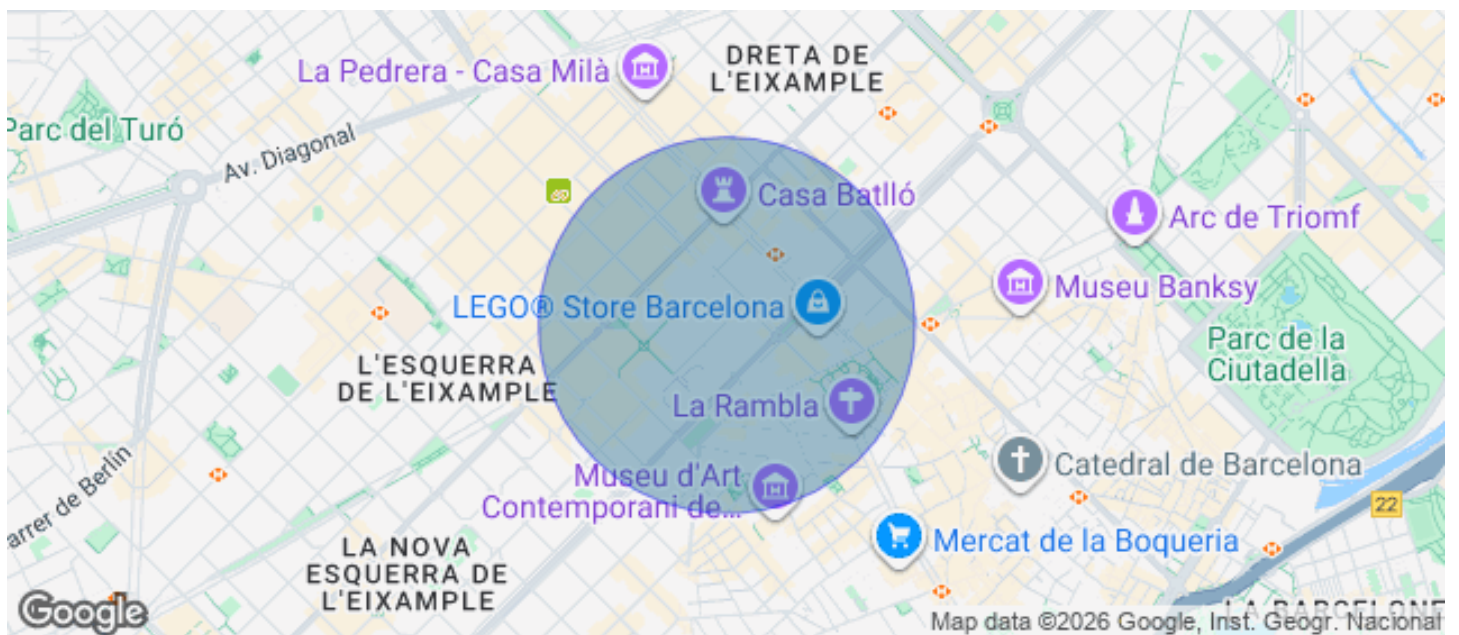 DRETA DE
L'EIXAMPLE
La Pedrera - Casa Milà
Parc del Turó
Av. Diagonal
Casa Batlló
Arc de Triomf
Museu Banksy
LEGO® Store Barcelona
Parc de la
Ciutadella
L'ESQUERRA
DE L'EIXAMPLE
La Rambla
Catedral de Barcelona
Museu d'Art
Contemporani de...
arrer de Berlín
22
Mercat de la Boqueria
LA NOVA
ESQUERRA DE
L'EIXAMPLE
Google
Map data ©2026 Google, Inst. Geogr. Nacional